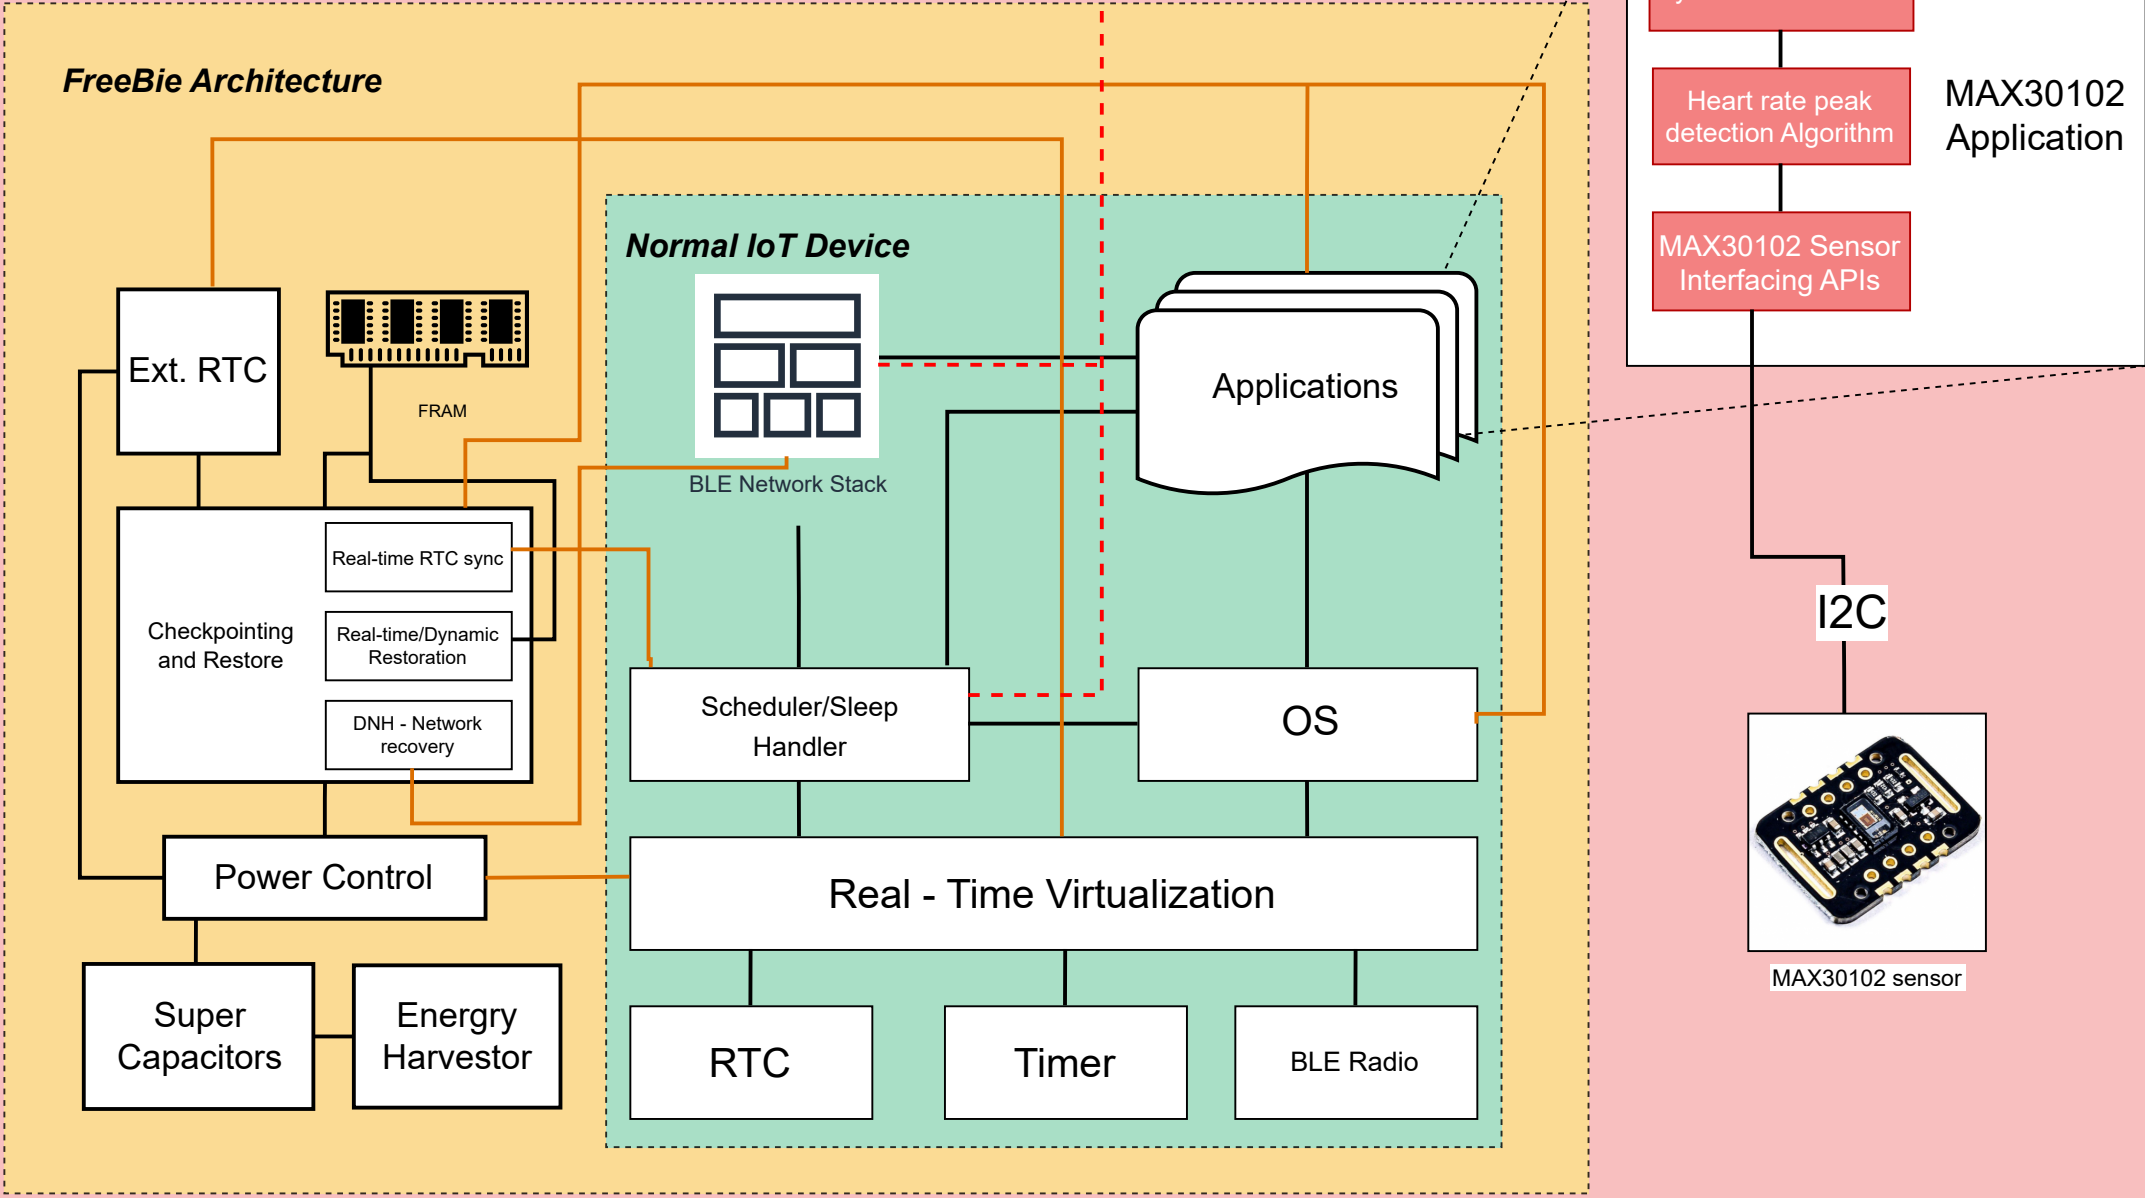 FreeBie Architecture
Heart rate peak
detection Algorithm
MAX30102
Application
Normal IoT Device
MAX30102 Sensor
Interfacing APIs
Ext. RTC
FRAM
Applications
BLE Network Stack
Real-time RTC sync
Checkpointing
and Restore
Real-time/Dynamic
Restoration
DNH - Network
recovery
Scheduler/Sleep
Handler
OS
I2C
Power Control
Real - Time Virtualization
MAX30102 sensor
Super
Capacitors
Energry
Harvestor
RTC
Timer
BLE Radio